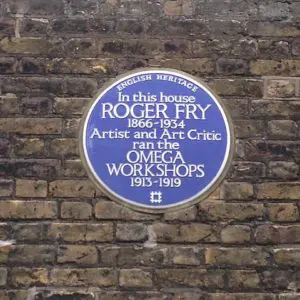 ENGLISH HERITAGE
In this house
ROGER FRY
1866-1934
Artist and Art Critic
ran the
OMEGA
WORKSHOPS
1913-1919